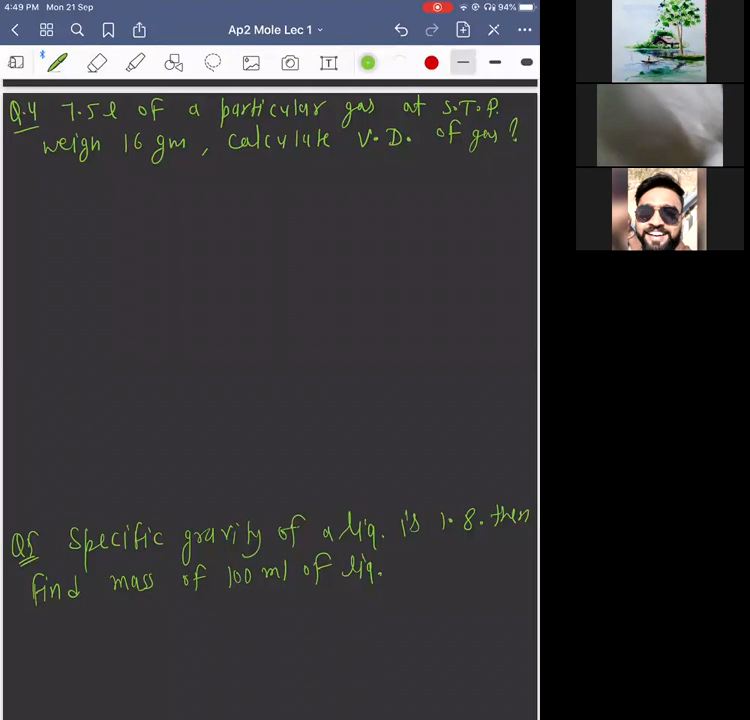 4:49 PM Mon 21 Sep
94%
Ap2 Mole Lec 1
T
Q.4 7.5 l of a particular gas at S.T.P.
weigh 16 gm, calculate V.D. of gas?
Q5 Specific gravity of a liq. is 1.8. then
find mass of 100 ml of liq.